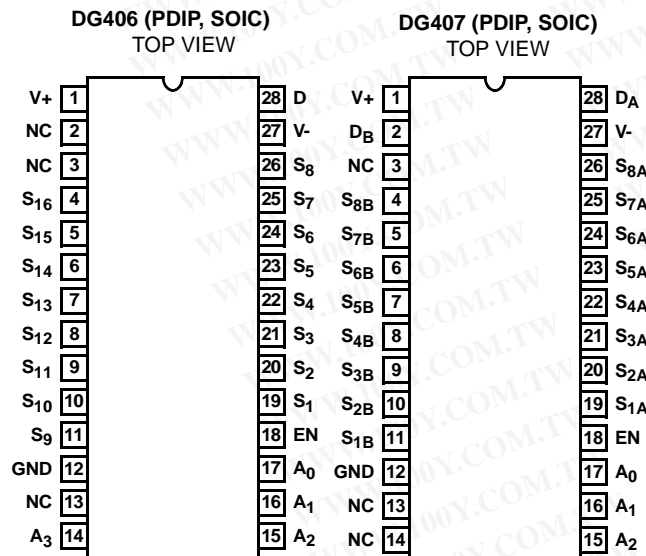 DG406 (PDIP, SOIC)
TOP VIEW
V+ 1 28 D
NC 2 27 V-
NC 3 26 S8
S16 4 25 S7
S15 5 24 S6
S14 6 23 S5
S13 7 22 S4
S12 8 21 S3
S11 9 20 S2
S10 10 19 S1
S9 11 18 EN
GND 12 17 A0
NC 13 16 A1
A3 14 15 A2
DG407 (PDIP, SOIC)
TOP VIEW
V+ 1 28 DA
DB 2 27 V-
NC 3 26 S8A
S8B 4 25 S7A
S7B 5 24 S6A
S6B 6 23 S5A
S5B 7 22 S4A
S4B 8 21 S3A
S3B 9 20 S2A
S2B 10 19 S1A
S1B 11 18 EN
GND 12 17 A0
NC 13 16 A1
NC 14 15 A2
WWW.100Y.COM.TW